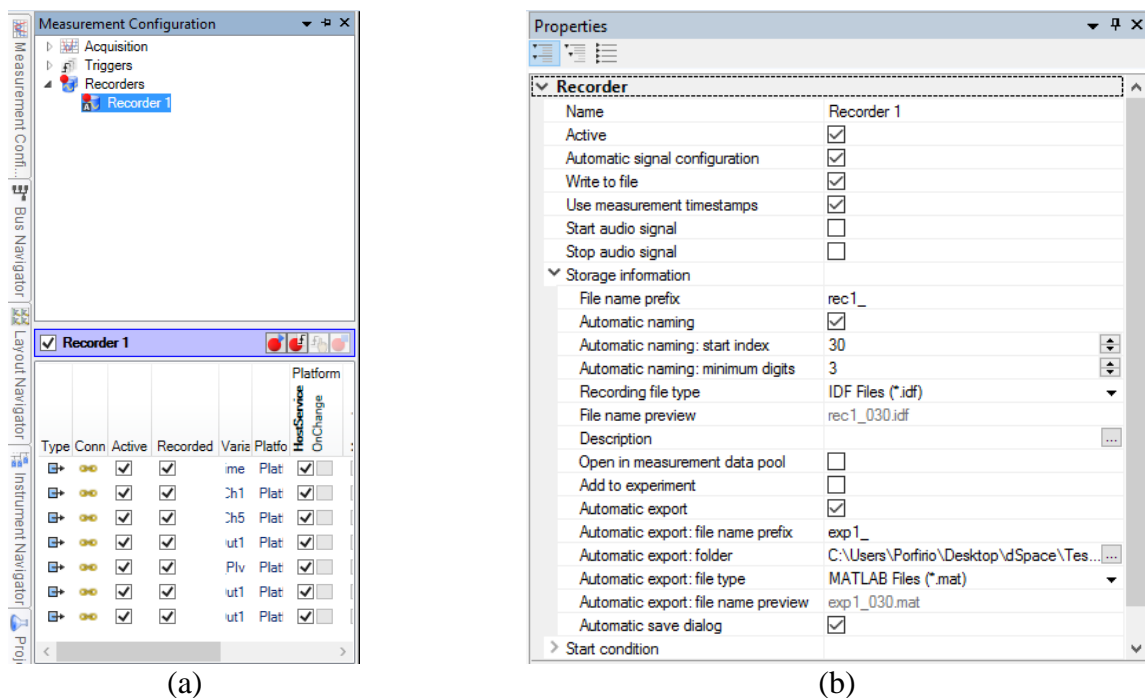 Measurement Configuration
Acquisition
Triggers
Recorders
Recorder 1
Measurement Confi...
Bus Navigator
Layout Navigator
Instrument Navigator
Proj
Recorder 1
Platform
HostService
OnChange
Type Conn Active Recorded Varia Platfo
ime Plat
Ch1 Plat
Ch5 Plat
ut1 Plat
PIv Plat
ut1 Plat
ut1 Plat
(a)
Properties
Recorder
Name Recorder 1
Active
Automatic signal configuration
Write to file
Use measurement timestamps
Start audio signal
Stop audio signal
Storage information
File name prefix rec1_
Automatic naming
Automatic naming: start index 30
Automatic naming: minimum digits 3
Recording file type IDF Files (*.idf)
File name preview rec1_030.idf
Description ...
Open in measurement data pool
Add to experiment
Automatic export
Automatic export: file name prefix exp1_
Automatic export: folder C:\Users\Porfirio\Desktop\dSpace\Tes... ...
Automatic export: file type MATLAB Files (*.mat)
Automatic export: file name preview exp1_030.mat
Automatic save dialog
Start condition
(b)